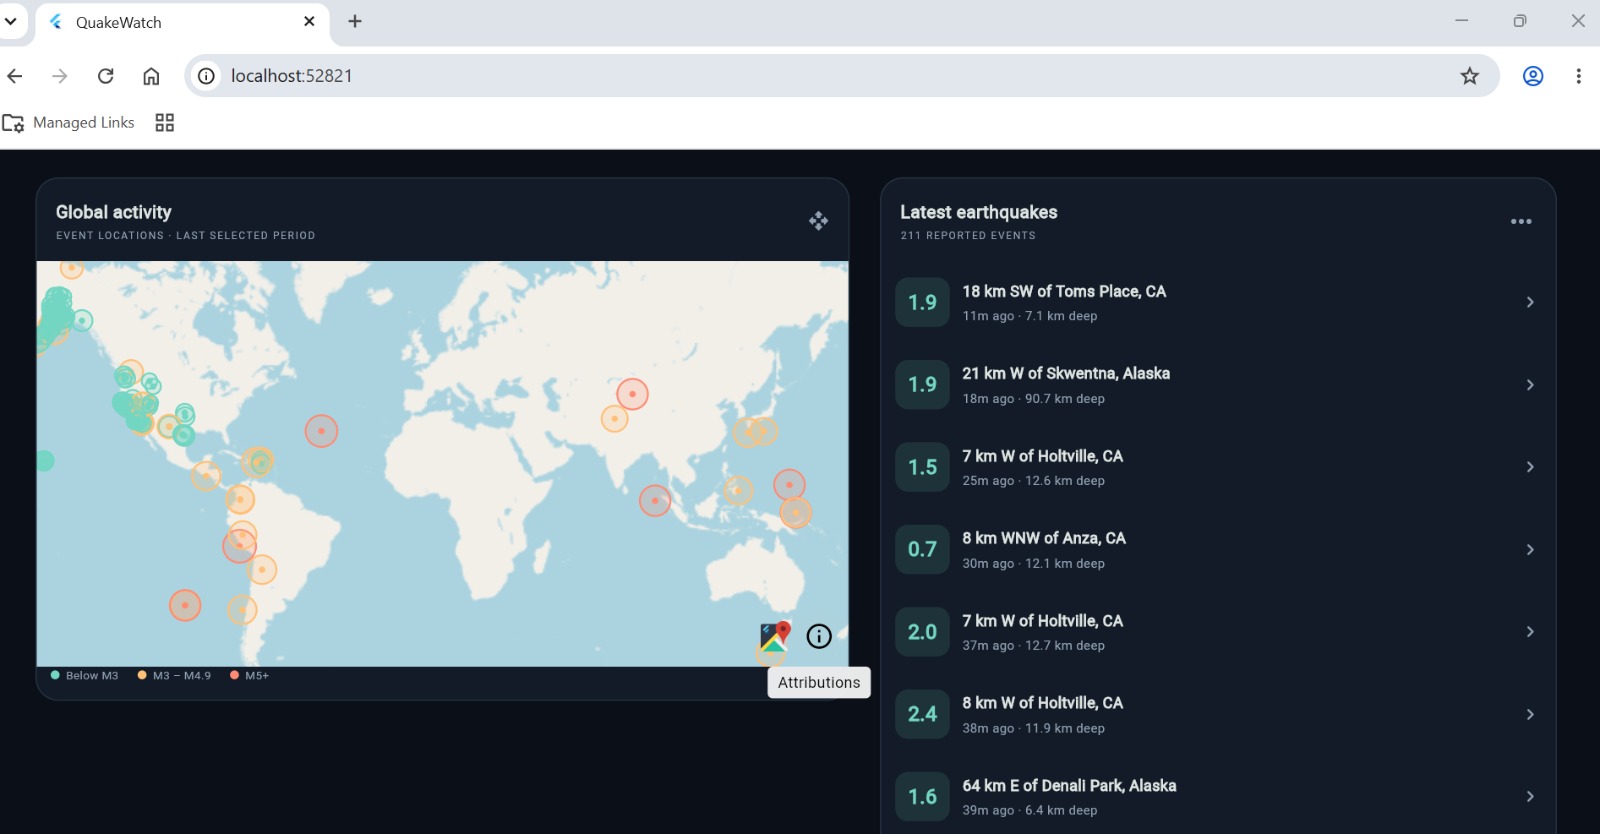 QuakeWatch
localhost:52821
Managed Links
Global activity
EVENT LOCATIONS · LAST SELECTED PERIOD
Below M3
M3 – M4.9
M5+
Attributions
Latest earthquakes
211 REPORTED EVENTS
1.9
18 km SW of Toms Place, CA
11m ago · 7.1 km deep
1.9
21 km W of Skwentna, Alaska
18m ago · 90.7 km deep
1.5
7 km W of Holtville, CA
25m ago · 12.6 km deep
0.7
8 km WNW of Anza, CA
30m ago · 12.1 km deep
2.0
7 km W of Holtville, CA
37m ago · 12.7 km deep
2.4
8 km W of Holtville, CA
38m ago · 11.9 km deep
1.6
64 km E of Denali Park, Alaska
39m ago · 6.4 km deep